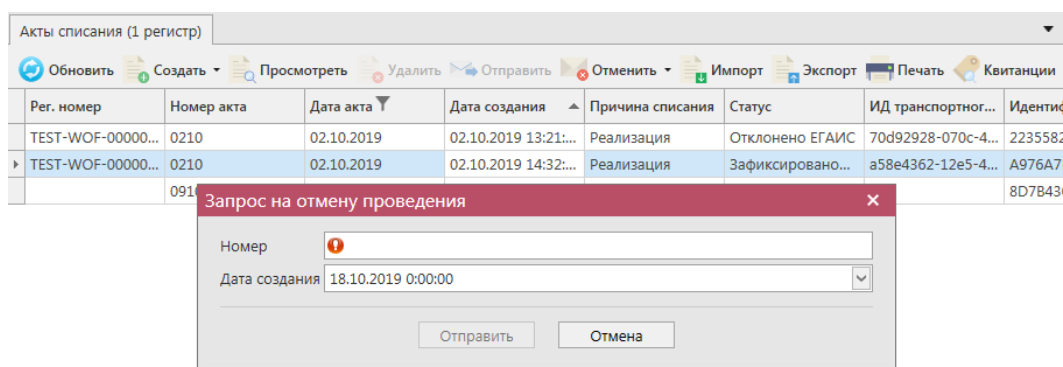 Акты списания (1 регистр)
Обновить Создать Просмотреть Удалить Отправить Отменить Импорт Экспорт Печать Квитанции
Рег. номер Номер акта Дата акта Дата создания Причина списания Статус ИД транспортног... Идентиф
TEST-WOF-00000... 0210 02.10.2019 02.10.2019 13:21:... Реализация Отклонено ЕГАИС 70d92928-070c-4... 2235582
TEST-WOF-00000... 0210 02.10.2019 02.10.2019 14:32:... Реализация Зафиксировано... a58e4362-12e5-4... A976A7
091 8D7B43
Запрос на отмену проведения
Номер
Дата создания 18.10.2019 0:00:00
Отправить Отмена